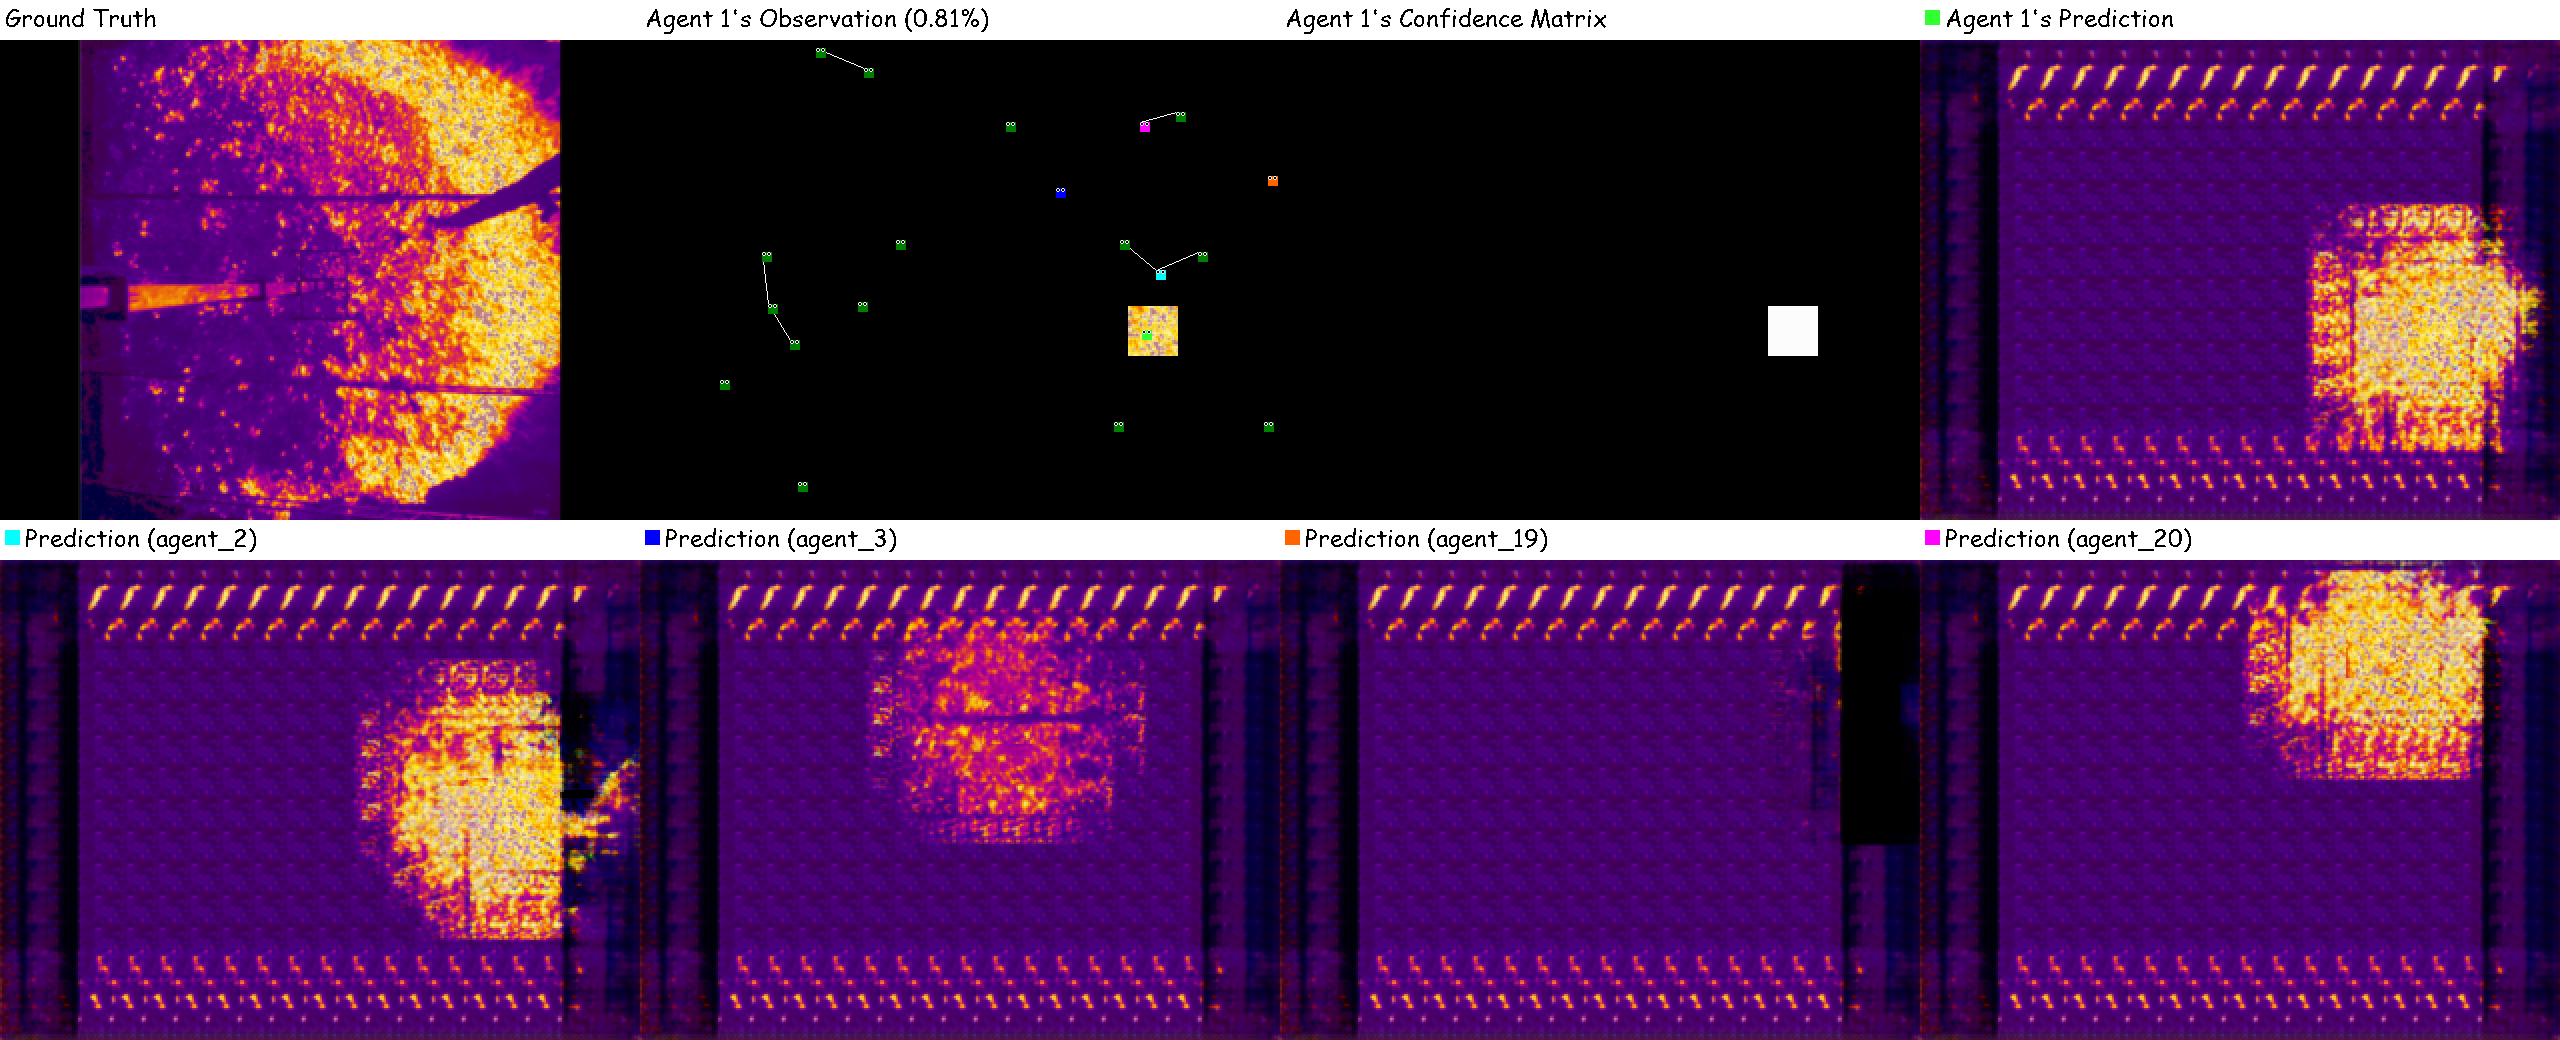 Ground Truth
Agent 1's Observation (0.81%)
Agent 1's Confidence Matrix
Agent 1's Prediction
Prediction (agent_2)
Prediction (agent_3)
Prediction (agent_19)
Prediction (agent_20)